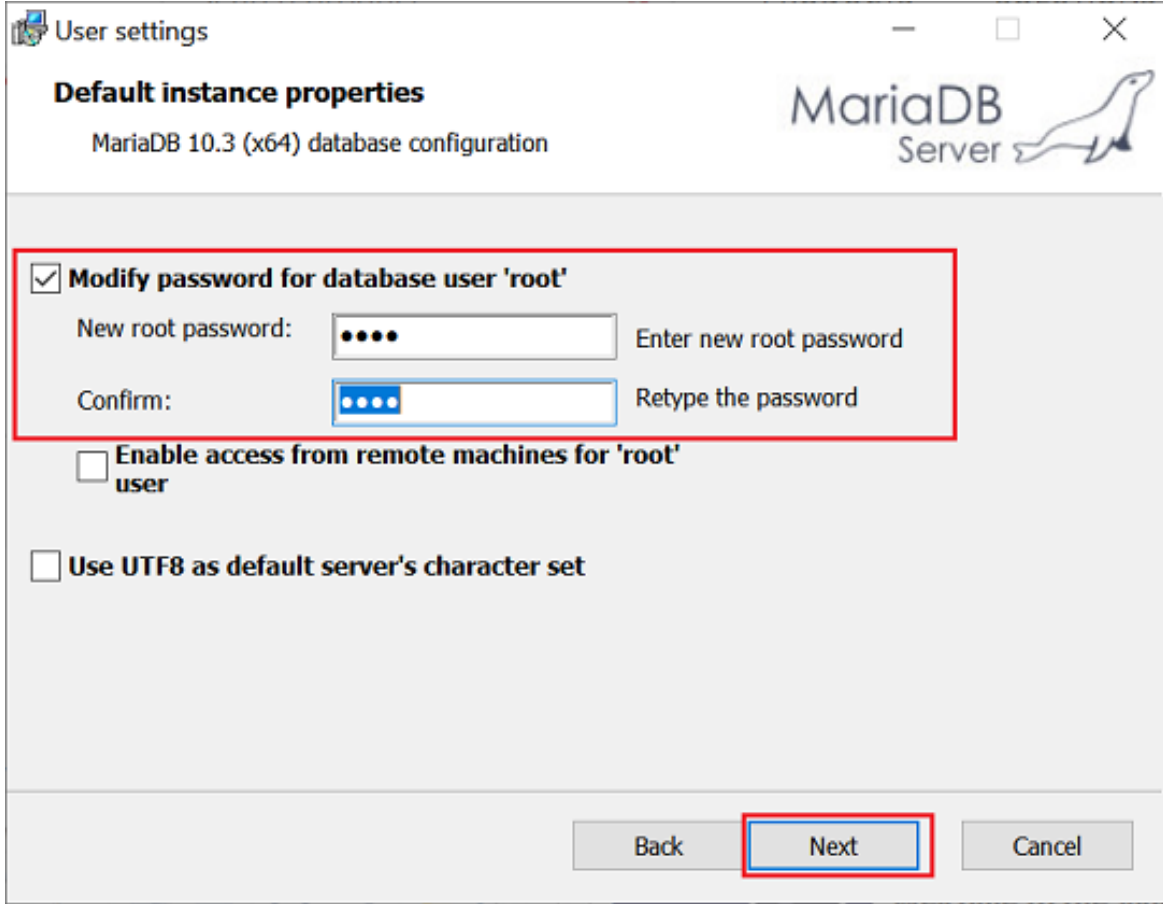 User settings
Default instance properties
MariaDB 10.3 (x64) database configuration
MariaDB
Server
Modify password for database user 'root'
New root password: •••• Enter new root password
Confirm: •••• Retype the password
Enable access from remote machines for 'root'
user
Use UTF8 as default server's character set
Back Next Cancel